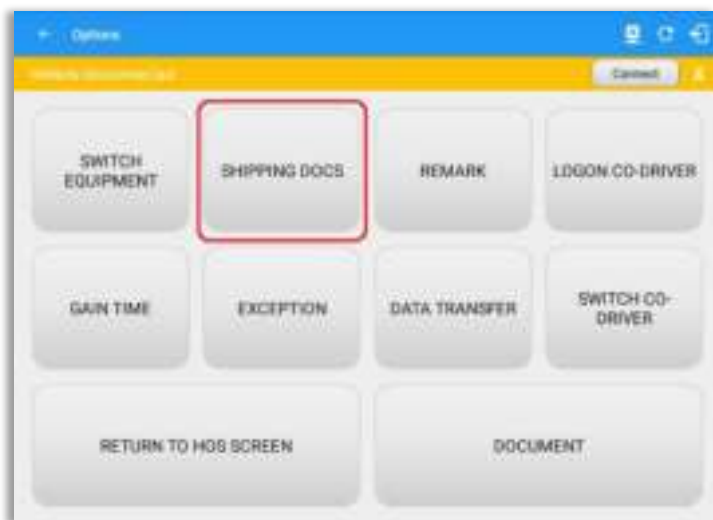 Options
Connect
SWITCH
EQUIPMENT
SHIPPING DOCS
REMARK
LOGON CO-DRIVER
GAIN TIME
EXCEPTION
DATA TRANSFER
SWITCH CO-
DRIVER
RETURN TO HOS SCREEN
DOCUMENT